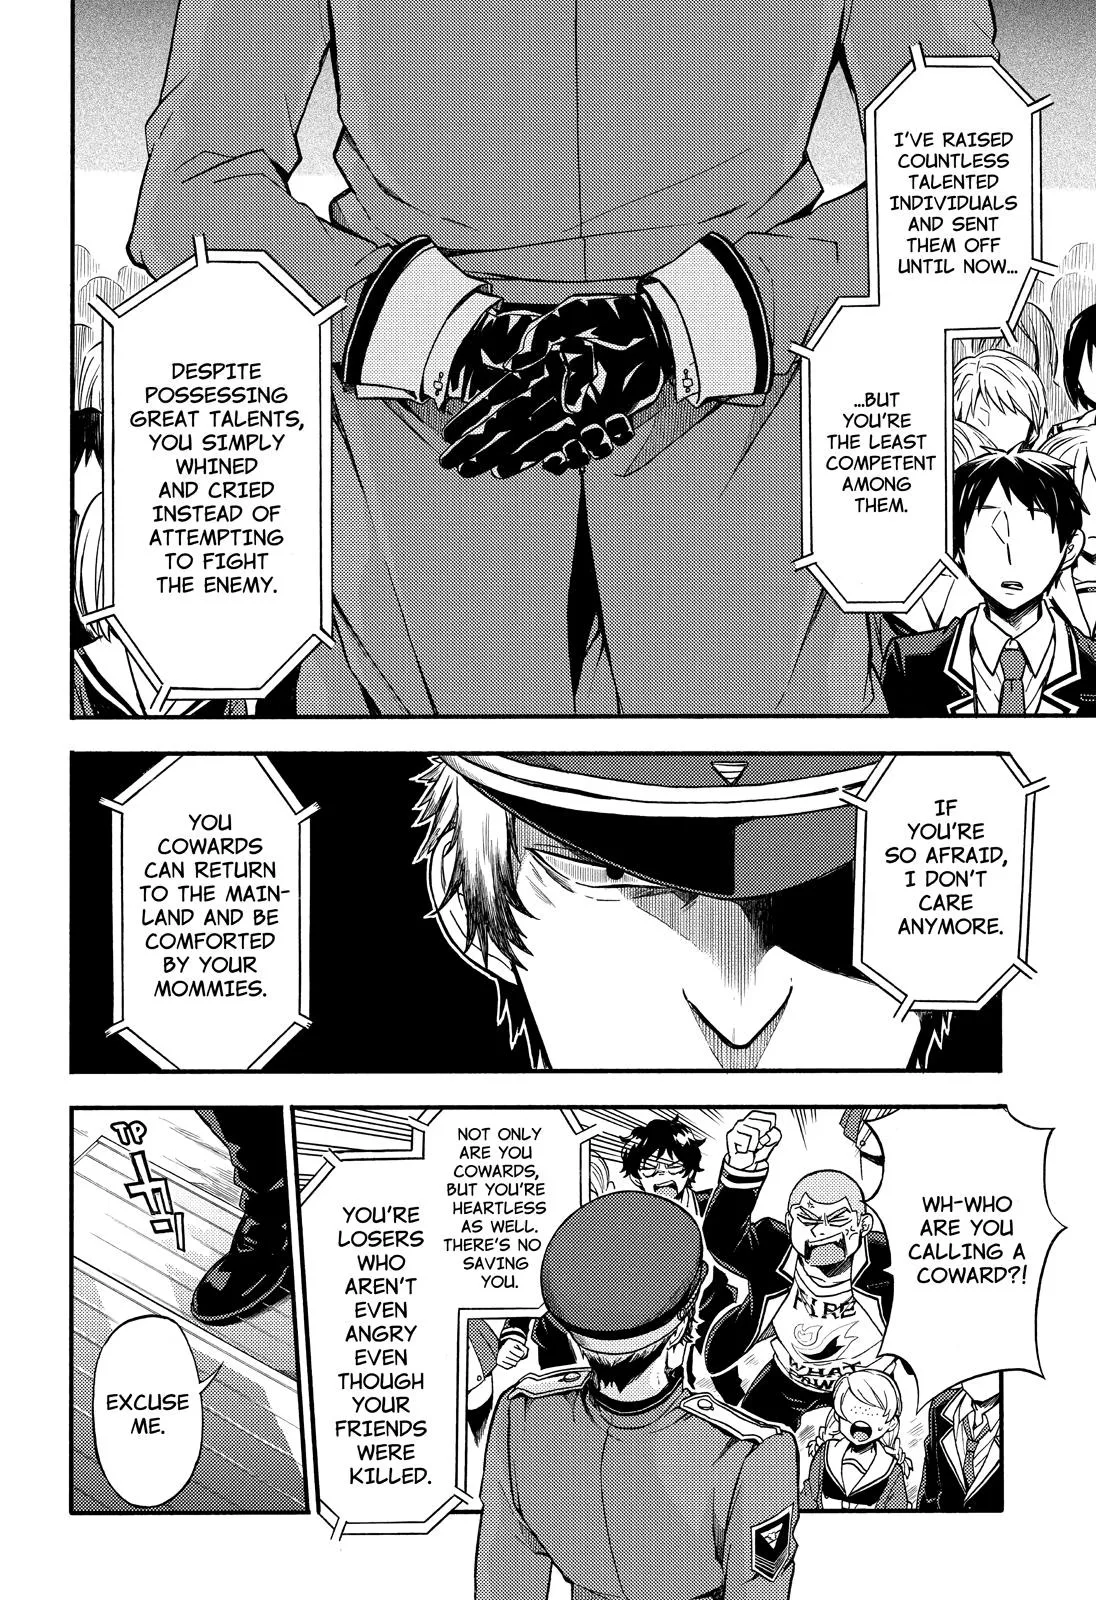 I'VE RAISED
COUNTLESS
TALENTED
INDIVIDUALS
AND SENT
THEM OFF
UNTIL NOW...
...BUT
YOU'RE
THE LEAST
COMPETENT
AMONG
THEM.
DESPITE
POSSESSING
GREAT TALENTS,
YOU SIMPLY
WHINED
AND CRIED
INSTEAD OF
ATTEMPTING
TO FIGHT
THE ENEMY.
IF
YOU'RE
SO AFRAID,
I DON'T
CARE
ANYMORE.
YOU
COWARDS
CAN RETURN
TO THE MAIN-
LAND AND BE
COMFORTED
BY YOUR
MOMMIES.
WH-WHO
ARE YOU
CALLING A
COWARD?!
FIRE
WHAT
NOT ONLY
ARE YOU
COWARDS,
BUT YOU'RE
HEARTLESS
AS WELL.
THERE'S NO
SAVING
YOU.
YOU'RE
LOSERS
WHO
AREN'T
EVEN
ANGRY
EVEN
THOUGH
YOUR
FRIENDS
WERE
KILLED.
TP
EXCUSE
ME.